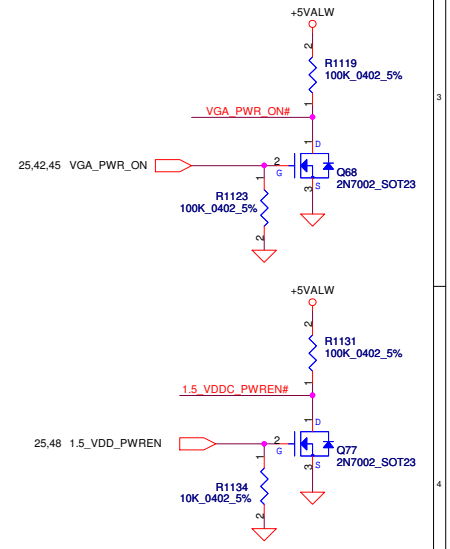 +5VALW
2
R1119
100K_0402_5%
1
3
VGA_PWR_ON#
1
D
25,42,45 VGA_PWR_ON
2
G
Q68
2N7002_SOT23
S
3
1
R1123
100K_0402_5%
2
+5VALW
2
R1131
100K_0402_5%
1
1.5_VDDC_PWREN#
1
D
25,48 1.5_VDD_PWREN
2
G
Q77
2N7002_SOT23
S
3
1
R1134
10K_0402_5%
2
4